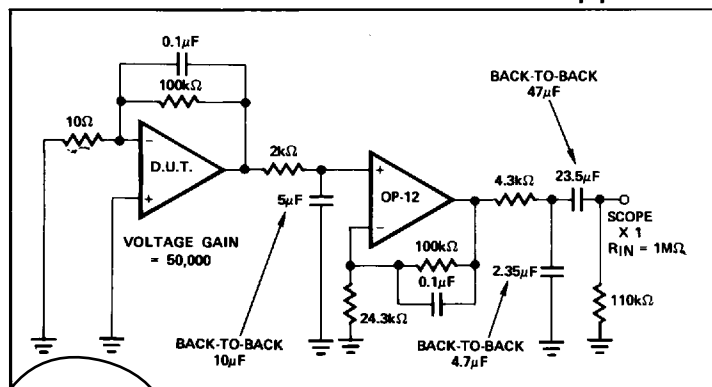 0.1μF
100kΩ
10Ω
−
D.U.T.
+
VOLTAGE GAIN
= 50,000
2kΩ
5μF
BACK-TO-BACK
10μF
+
OP-12
−
100kΩ
0.1μF
24.3kΩ
4.3kΩ
BACK-TO-BACK
47μF
23.5μF
2.35μF
BACK-TO-BACK
4.7μF
SCOPE
X 1
RIN = 1MΩ
110kΩ